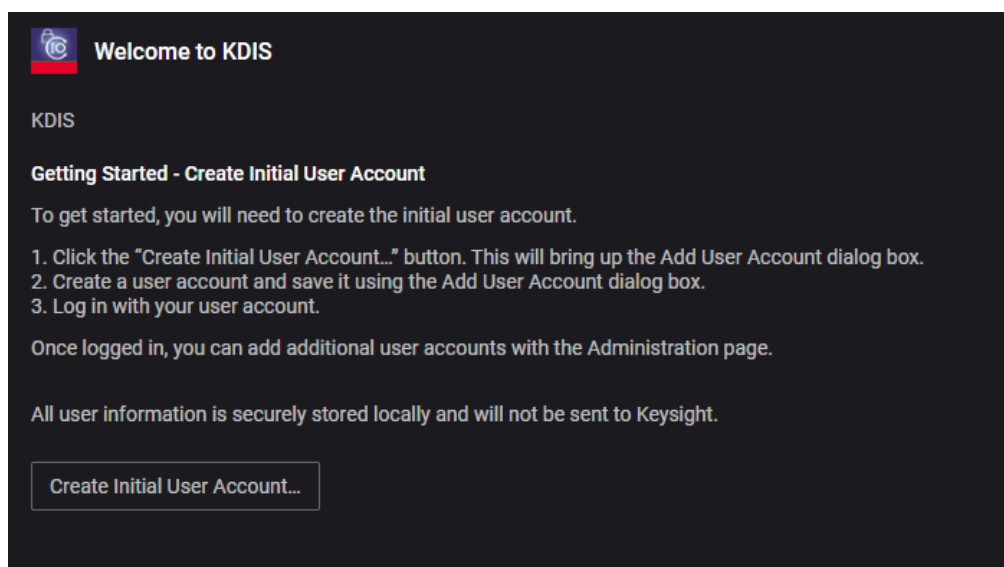 Welcome to KDIS
KDIS
Getting Started - Create Initial User Account
To get started, you will need to create the initial user account.
1. Click the “Create Initial User Account…” button. This will bring up the Add User Account dialog box.
2. Create a user account and save it using the Add User Account dialog box.
3. Log in with your user account.
Once logged in, you can add additional user accounts with the Administration page.
All user information is securely stored locally and will not be sent to Keysight.
Create Initial User Account…